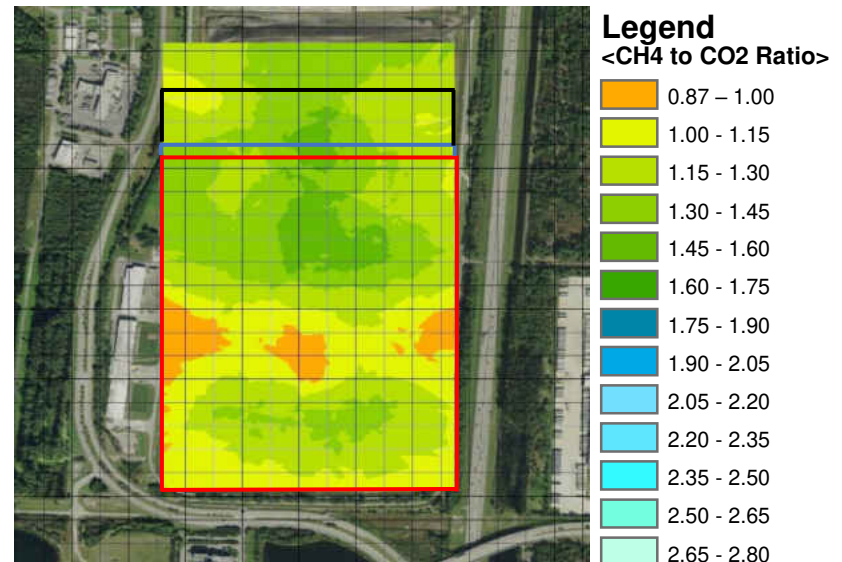 Legend
<CH4 to CO2 Ratio>
0.87 – 1.00
1.00 - 1.15
1.15 - 1.30
1.30 - 1.45
1.45 - 1.60
1.60 - 1.75
1.75 - 1.90
1.90 - 2.05
2.05 - 2.20
2.20 - 2.35
2.35 - 2.50
2.50 - 2.65
2.65 - 2.80